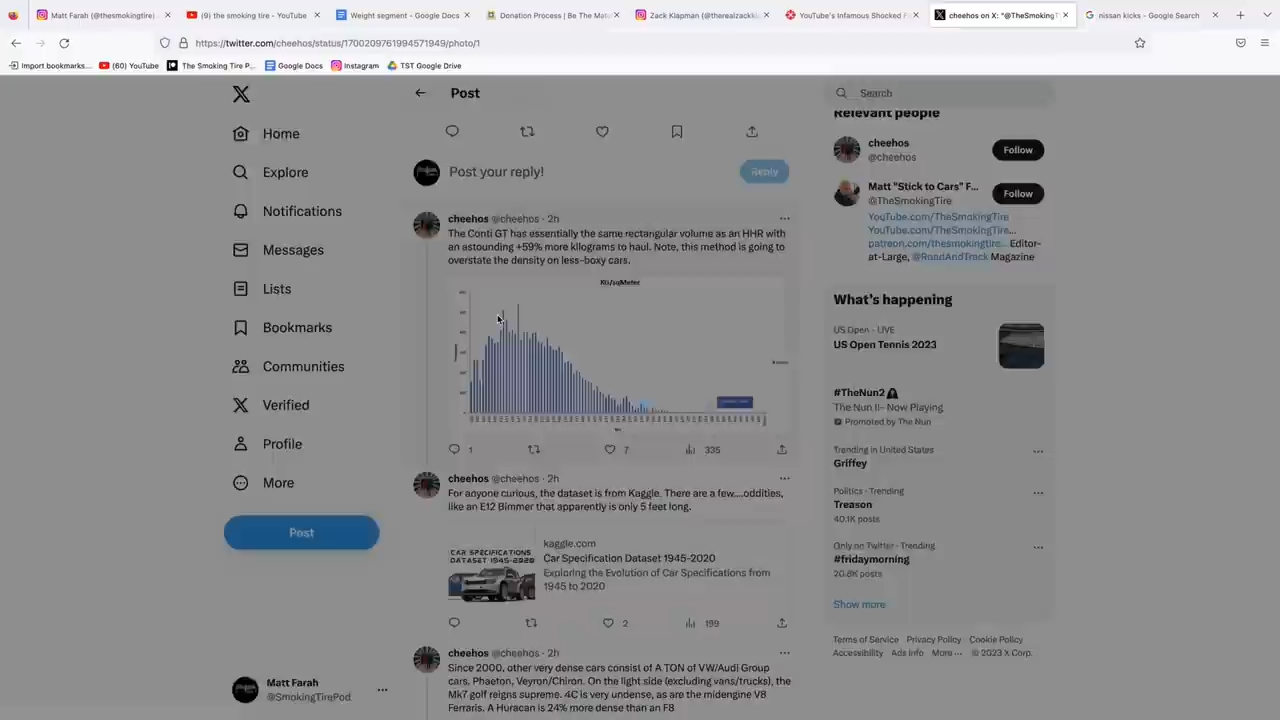 Matt Farah (@thesmokingtire)
(9) the smoking tire - YouTube
Weight segment - Google Docs
Donation Process | Be The Mat
Zack Klapman (@therealzackkl
YouTube's Infamous Shocked F
cheehos on X: "@TheSmokingT
nissan kicks - Google Search
https://twitter.com/cheehos/status/1700209761994571949/photo/1
Import bookmarks...
(60) YouTube
The Smoking Tire P...
Google Docs
Instagram
TST Google Drive
Home
Explore
Notifications
Messages
Lists
Bookmarks
Communities
Verified
Profile
More
Post
Matt Farah
@SmokingTirePod
Post
Post your reply!
Reply
cheehos @cheehos · 2h
The Conti GT has essentially the same rectangular volume as an HHR with
an astounding +59% more kilograms to haul. Note, this method is going to
overstate the density on less-boxy cars.
KG/sqMeter
1
7
335
cheehos @cheehos · 2h
For anyone curious, the dataset is from Kaggle. There are a few....oddities,
like an E12 Bimmer that apparently is only 5 feet long.
CAR SPECIFICATIONS
DATASET 1945-2020
kaggle.com
Car Specification Dataset 1945-2020
Exploring the Evolution of Car Specifications from
1945 to 2020
2
199
cheehos @cheehos · 2h
Since 2000, other very dense cars consist of A TON of VW/Audi Group
cars. Phaeton, Veyron/Chiron. On the light side (excluding vans/trucks), the
Mk7 golf reigns supreme. 4C is very undense, as are the midengine V8
Ferraris. A Huracan is 24% more dense than an F8
Search
Relevant people
cheehos
@cheehos
Follow
Matt "Stick to Cars" F...
@TheSmokingTire
Follow
YouTube.com/TheSmokingTire
YouTube.com/TheSmokingTire...
patreon.com/thesmokingtire... Editor-
at-Large, @RoadAndTrack Magazine
What's happening
US Open · LIVE
US Open Tennis 2023
#TheNun2
The Nun II- Now Playing
Promoted by The Nun
Trending in United States
Griffey
Politics · Trending
Treason
40.1K posts
Only on Twitter · Trending
#fridaymorning
20.8K posts
Show more
Terms of Service Privacy Policy Cookie Policy
Accessibility Ads info More ··· © 2023 X Corp.